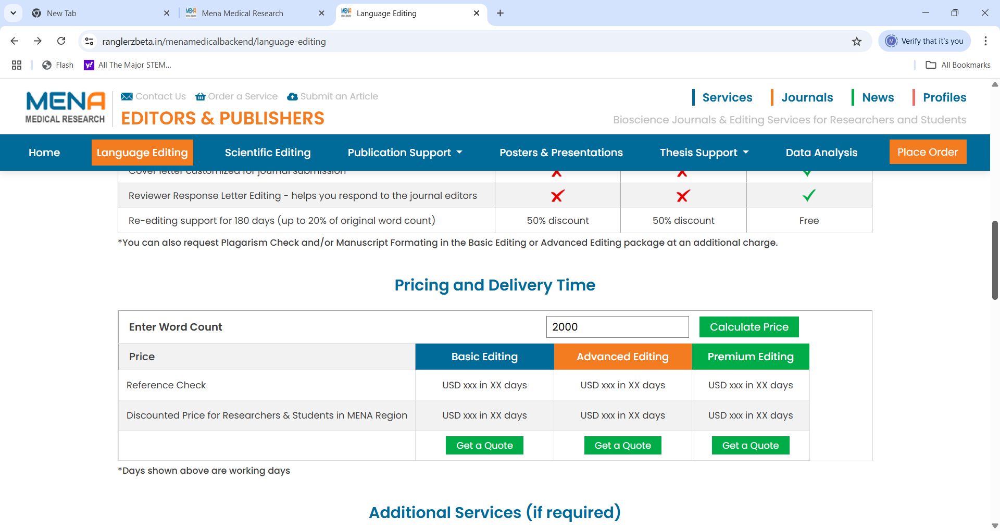 New Tab
Mena Medical Research
Language Editing
ranglerzbeta.in/menamedicalbackend/language-editing
Verify that it's you
Flash
All The Major STEM...
All Bookmarks
MENA
MEDICAL RESEARCH
Contact Us
Order a Service
Submit an Article
EDITORS & PUBLISHERS
Services
Journals
News
Profiles
Bioscience Journals & Editing Services for Researchers and Students
Home
Language Editing
Scientific Editing
Publication Support
Posters & Presentations
Thesis Support
Data Analysis
Place Order
Cover letter customized for journal submission
Reviewer Response Letter Editing - helps you respond to the journal editors
Re-editing support for 180 days (up to 20% of original word count)
50% discount
50% discount
Free
*You can also request Plagarism Check and/or Manuscript Formating in the Basic Editing or Advanced Editing package at an additional charge.
Pricing and Delivery Time
Enter Word Count
2000
Calculate Price
Price
Basic Editing
Advanced Editing
Premium Editing
Reference Check
USD xxx in XX days
USD xxx in XX days
USD xxx in XX days
Discounted Price for Researchers & Students in MENA Region
USD xxx in XX days
USD xxx in XX days
USD xxx in XX days
Get a Quote
Get a Quote
Get a Quote
*Days shown above are working days
Additional Services (if required)